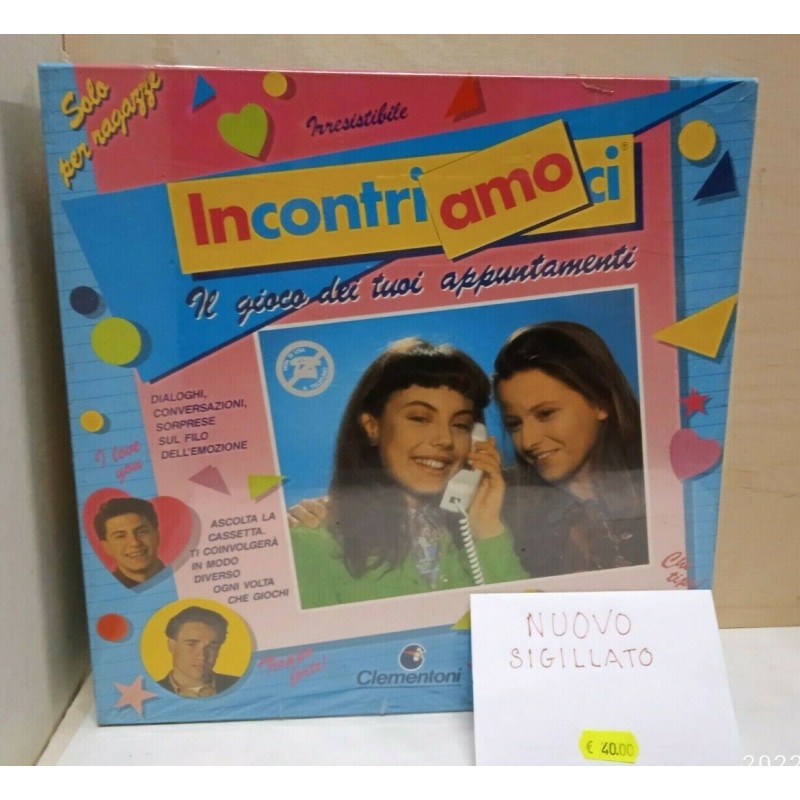 Solo
per ragazze
Irresistibile
Incontriamoci®
Il gioco dei tuoi appuntamenti
DIALOGHI,
CONVERSAZIONI,
SORPRESE
SUL FILO
DELL'EMOZIONE
I love
you
ASCOLTA LA
CASSETTA.
TI COINVOLGERÀ
IN MODO
DIVERSO
OGNI VOLTA
CHE GIOCHI
Clementoni
NUOVO
SIGILLATO
€ 40.00
2022